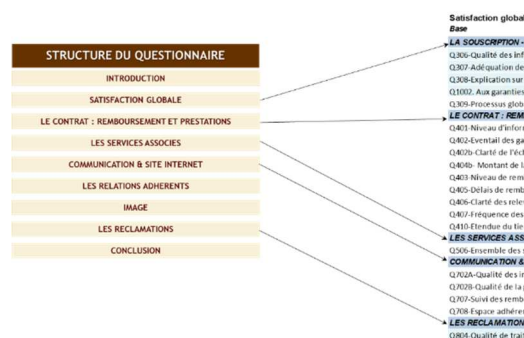 STRUCTURE DU QUESTIONNAIRE
INTRODUCTION
SATISFACTION GLOBALE
LE CONTRAT : REMBOURSEMENT ET PRESTATIONS
LES SERVICES ASSOCIES
COMMUNICATION & SITE INTERNET
LES RELATIONS ADHERENTS
IMAGE
LES RECLAMATIONS
CONCLUSION
Satisfaction global
Base
LA SOUSCRIPTION -
Q306-Qualité des inf
Q307-Adéquation de
Q308-Explication sur
Q1002. Aux garanties
Q309-Processus glob
LE CONTRAT : REM
Q401-Niveau d'infor
Q402-Eventail des ga
Q402b-Clarté de l'éch
Q404b- Montant de l
Q403-Niveau de rem
Q405-Délais de remb
Q406-Clarté des rele
Q407-Fréquence des
Q410-Etendue du tie
LES SERVICES ASS
Q506-Ensemble des s
COMMUNICATION &
Q702A-Qualité des i
Q702B-Qualité de la p
Q707-Suivi des remb
Q708-Espace adhére
LES RECLAMATION
Q804-Qualité de trait